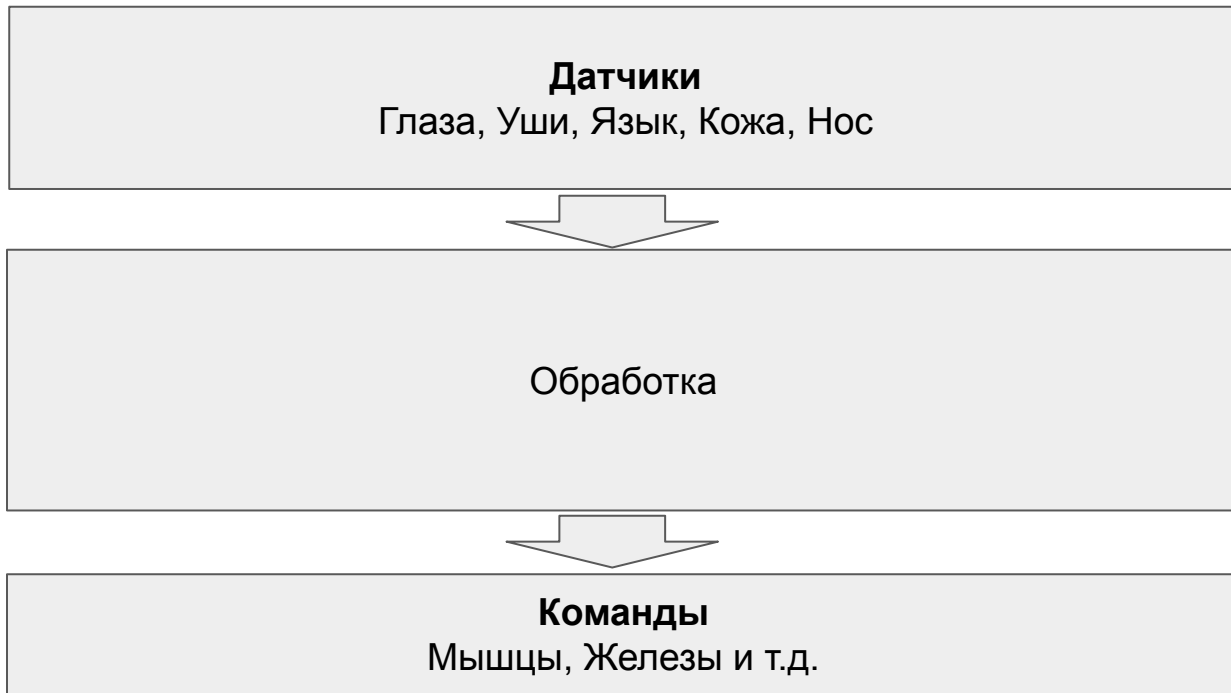 Датчики
Глаза, Уши, Язык, Кожа, Нос
Обработка
Команды
Мышцы, Железы и т.д.